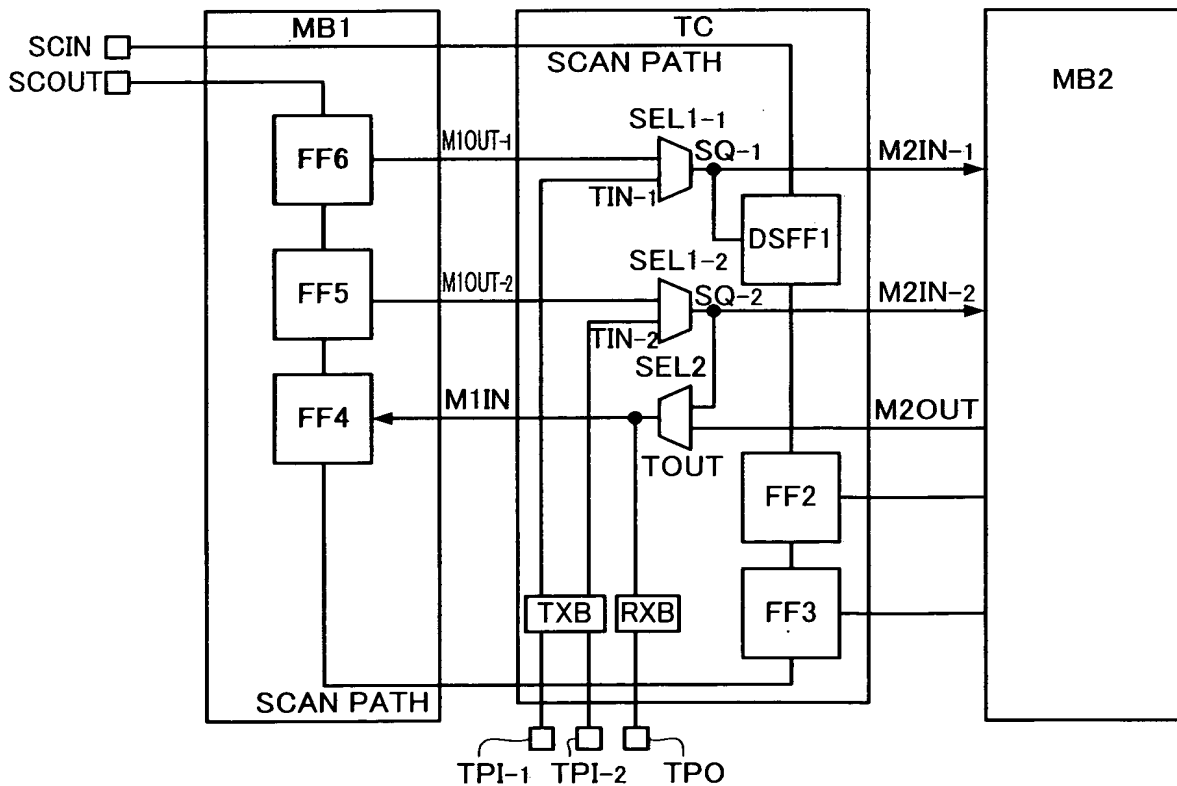 MB1
TC
SCIN
SCAN PATH
SCOUT
MB2
SEL1-1
FF6
M1OUT-1
SQ-1
M2IN-1
TIN-1
DSFF1
SEL1-2
FF5
M1OUT-2
SQ-2
M2IN-2
TIN-2
SEL2
FF4
M1IN
M2OUT
TOUT
FF2
TXB
RXB
FF3
SCAN PATH
TPI-1
TPI-2
TPO